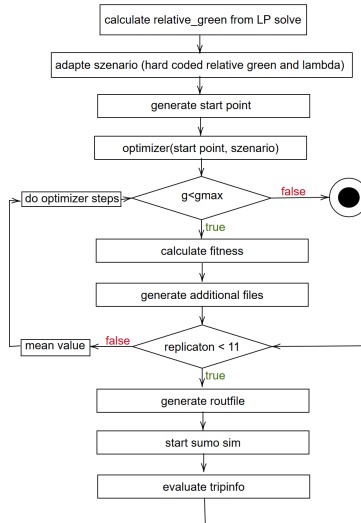 calculate relative_green from LP solve
adapte szenario (hard coded relative green and lambda)
generate start point
optimizer(start point, szenario)
do optimizer steps
g<gmax
false
true
calculate fitness
generate additional files
mean value
false
replicaton < 11
true
generate routfile
start sumo sim
evaluate tripinfo